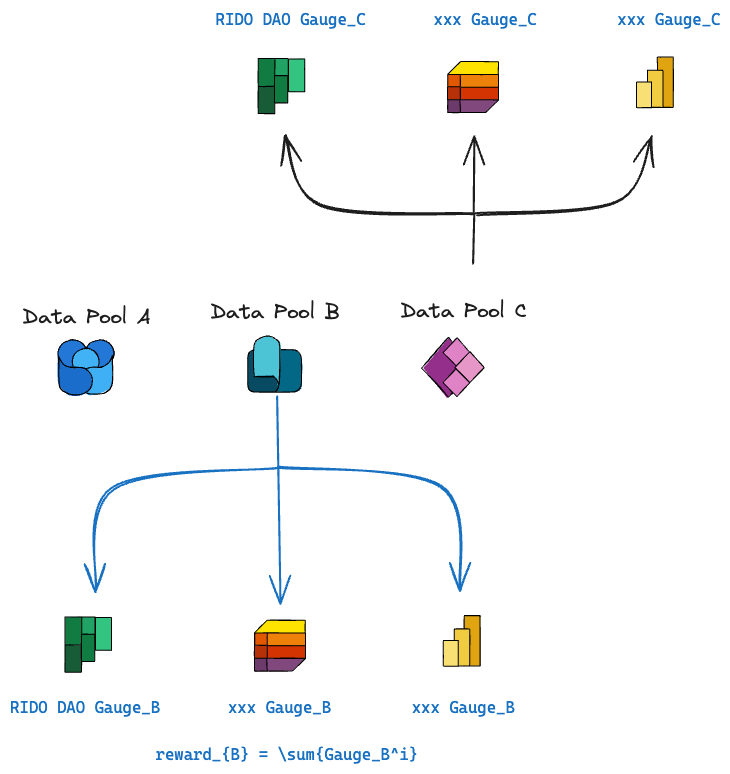 RIDO DAO Gauge_C xxx Gauge_C xxx Gauge_C
Data Pool A Data Pool B Data Pool C
RIDO DAO Gauge_B xxx Gauge_B xxx Gauge_B
reward_{B} = \sum{Gauge_B^i}